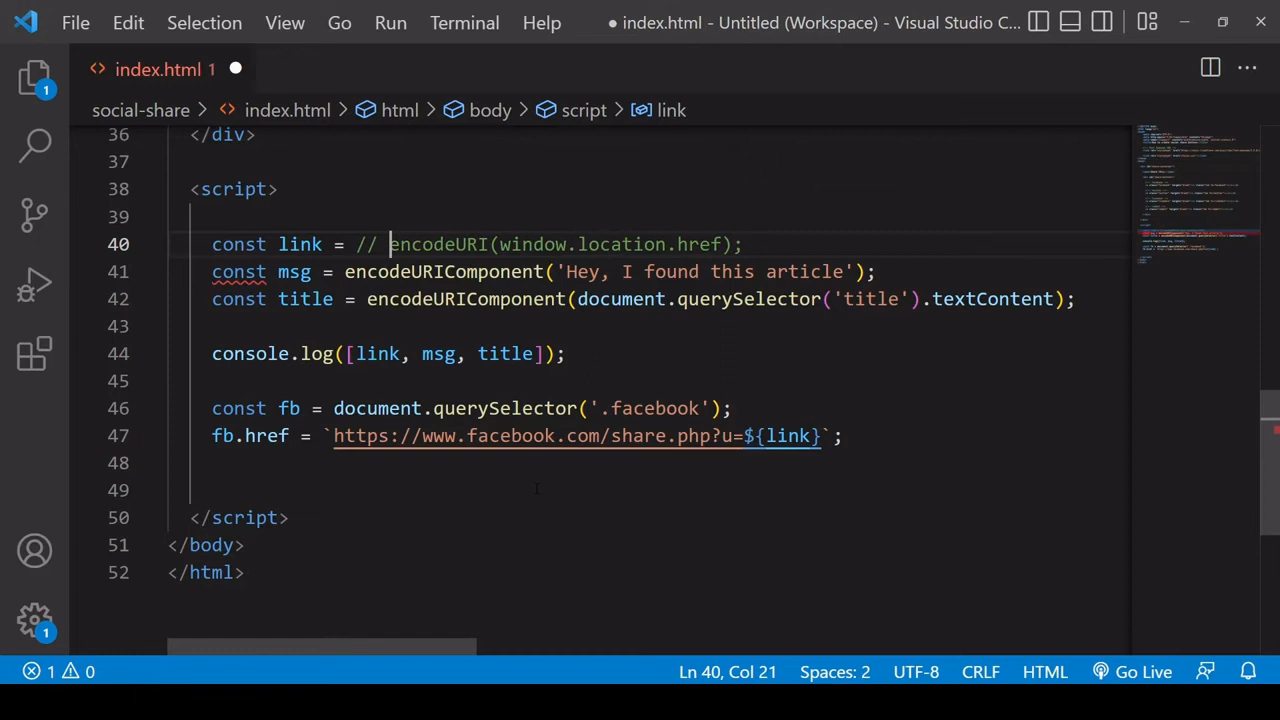 File Edit Selection View Go Run Terminal Help ● index.html - Untitled (Workspace) - Visual Studio C...
index.html 1
social-share > index.html > html > body > script > link
36 </div>
37
38 <script>
39
40 const link = // encodeURI(window.location.href);
41 const msg = encodeURIComponent('Hey, I found this article');
42 const title = encodeURIComponent(document.querySelector('title').textContent);
43
44 console.log([link, msg, title]);
45
46 const fb = document.querySelector('.facebook');
47 fb.href = `https://www.facebook.com/share.php?u=${link}`;
48
49
50 </script>
51 </body>
52 </html>
1
1
1 0 Ln 40, Col 21 Spaces: 2 UTF-8 CRLF HTML Go Live